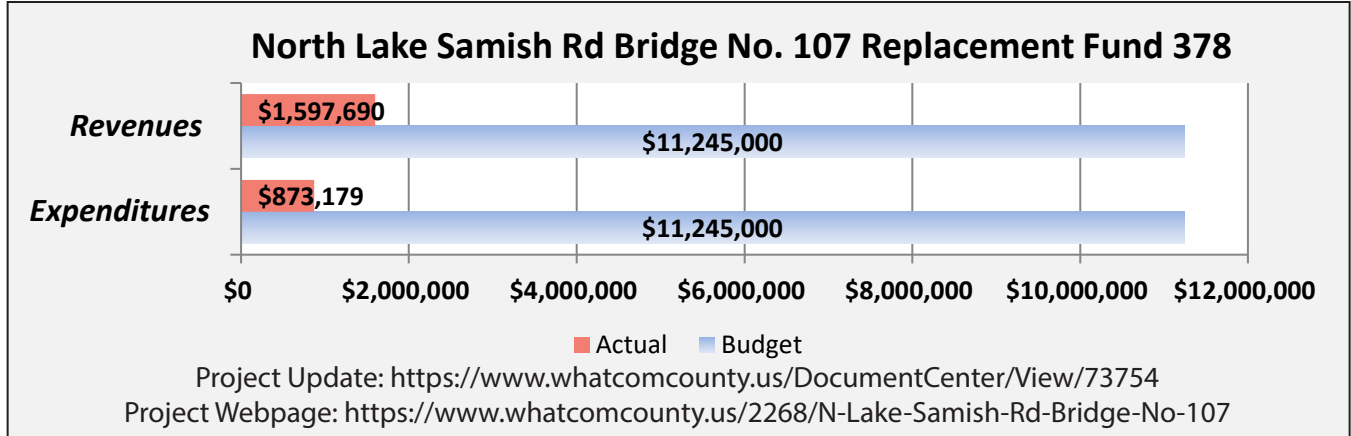 North Lake Samish Rd Bridge No. 107 Replacement Fund 378
Revenues
$1,597,690
$11,245,000
Expenditures
$873,179
$11,245,000
$0 $2,000,000 $4,000,000 $6,000,000 $8,000,000 $10,000,000 $12,000,000
Actual Budget
Project Update: https://www.whatcomcounty.us/DocumentCenter/View/73754
Project Webpage: https://www.whatcomcounty.us/2268/N-Lake-Samish-Rd-Bridge-No-107